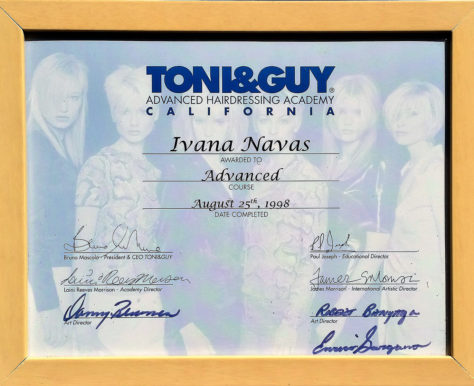 TONI&GUY®
ADVANCED HAIRDRESSING ACADEMY
CALIFORNIA
Ivana Navas
AWARDED TO
Advanced
COURSE
August 25th, 1998
DATE COMPLETED
Bruno Mascolo - President & CEO TONI&GUY
Paul Joseph - Educational Director
Laini Reeves Morrison - Academy Director
James Morrison - International Artistic Director
Art Director
Art Director